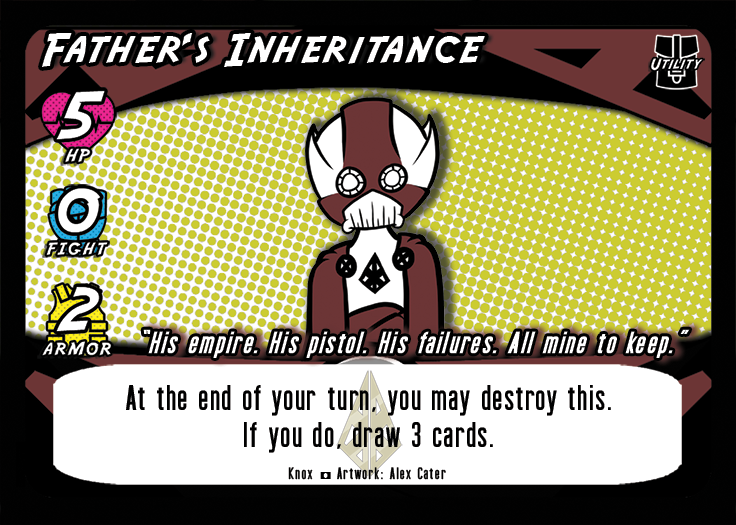 Father's Inheritance
Utility
5
HP
0
Fight
2
Armor
"His empire. His pistol. His failures. All mine to keep."
At the end of your turn, you may destroy this.
If you do, draw 3 cards.
Knox Artwork: Alex Cater